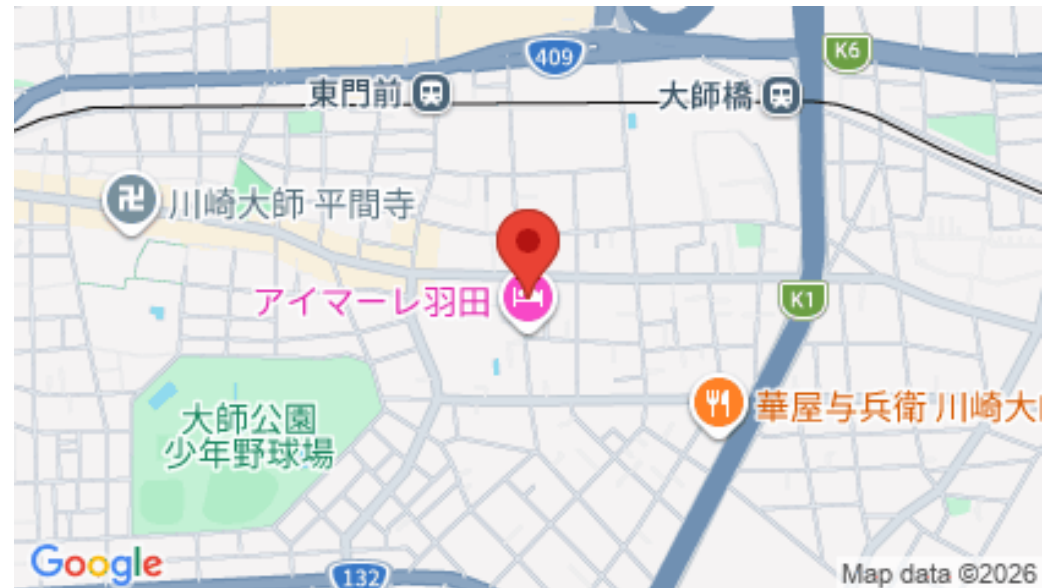 409
K6
東門前
大師橋
川崎大師 平間寺
アイマーレ羽田
K1
華屋与兵衛 川崎大
大師公園
少年野球場
Google
132
Map data ©2026